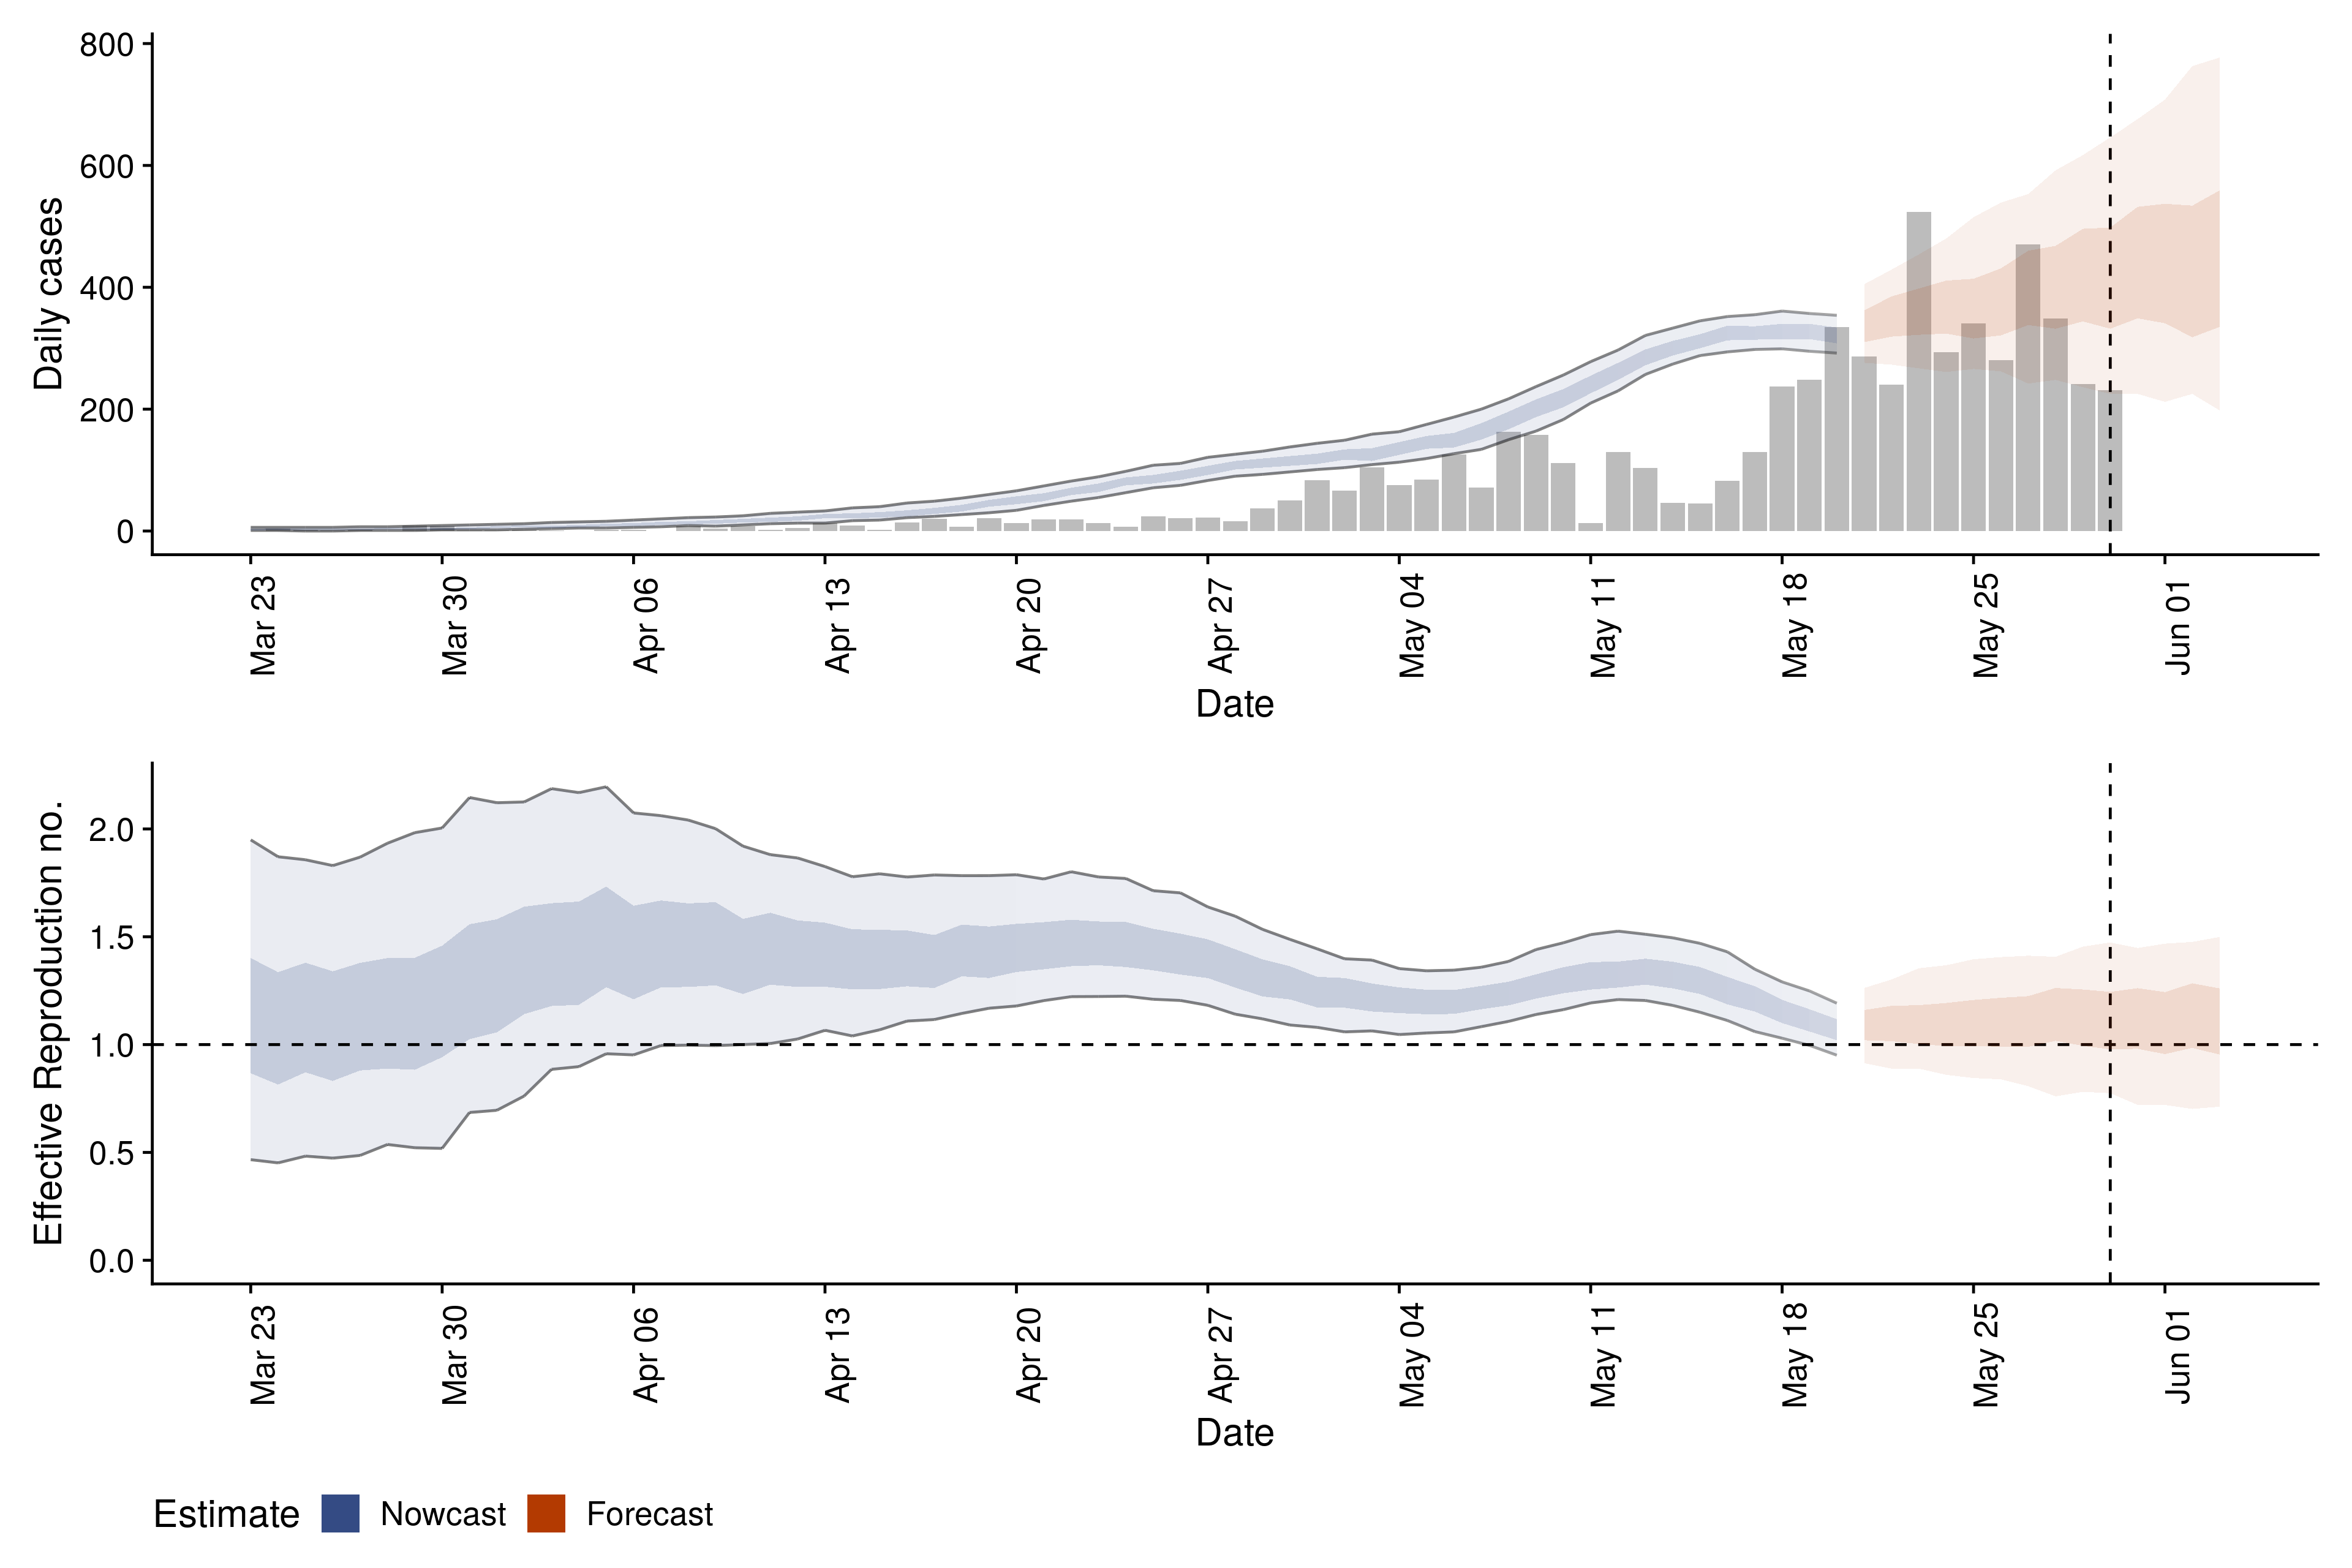 800
600
400
200
0
Daily cases
Mar 23
Mar 30
Apr 06
Apr 13
Apr 20
Apr 27
May 04
May 11
May 18
May 25
Jun 01
Date
2.0
1.5
1.0
0.5
0.0
Effective Reproduction no.
Mar 23
Mar 30
Apr 06
Apr 13
Apr 20
Apr 27
May 04
May 11
May 18
May 25
Jun 01
Date
Estimate Nowcast Forecast